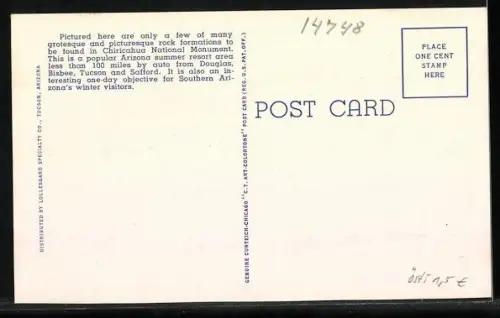 Pictured here are only a few of many
grotesque and picturesque rock formations to
be found in Chiricahua National Monument.
This is a popular Arizona summer resort area
less than 100 miles by auto from Douglas,
Bisbee, Tucson and Safford. It is also an in-
teresting one-day objective for Southern Ari-
zona's winter visitors.
DISTRIBUTED BY LOLLESGARD SPECIALTY CO., TUCSON, ARIZONA
GENUINE CURTEICH-CHICAGO "C.T. ART-COLORTONE" POST CARD (REG. U.S. PAT. OFF.)
14748
PLACE
ONE CENT
STAMP
HERE
POST CARD
1,5 €